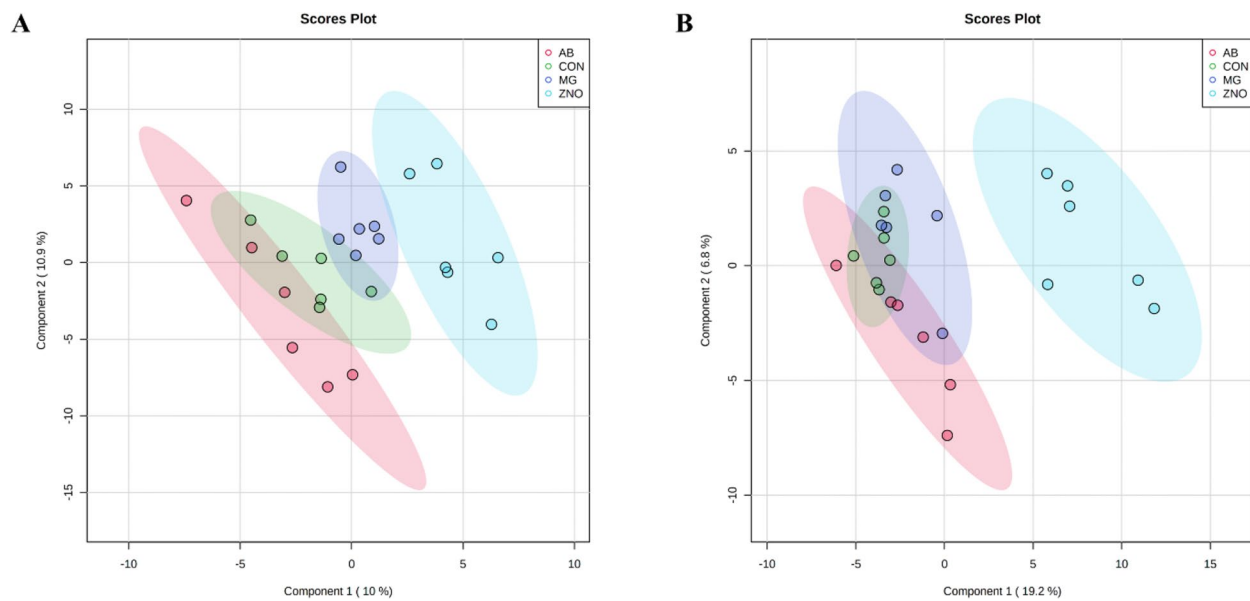 A
Scores Plot
AB
CON
MG
ZNO
10
5
0
-5
-10
-15
Component 2 ( 10.9 %)
-10
-5
0
5
10
Component 1 ( 10 %)
B
Scores Plot
AB
CON
MG
ZNO
5
0
-5
-10
Component 2 ( 6.8 %)
-10
-5
0
5
10
15
Component 1 ( 19.2 %)